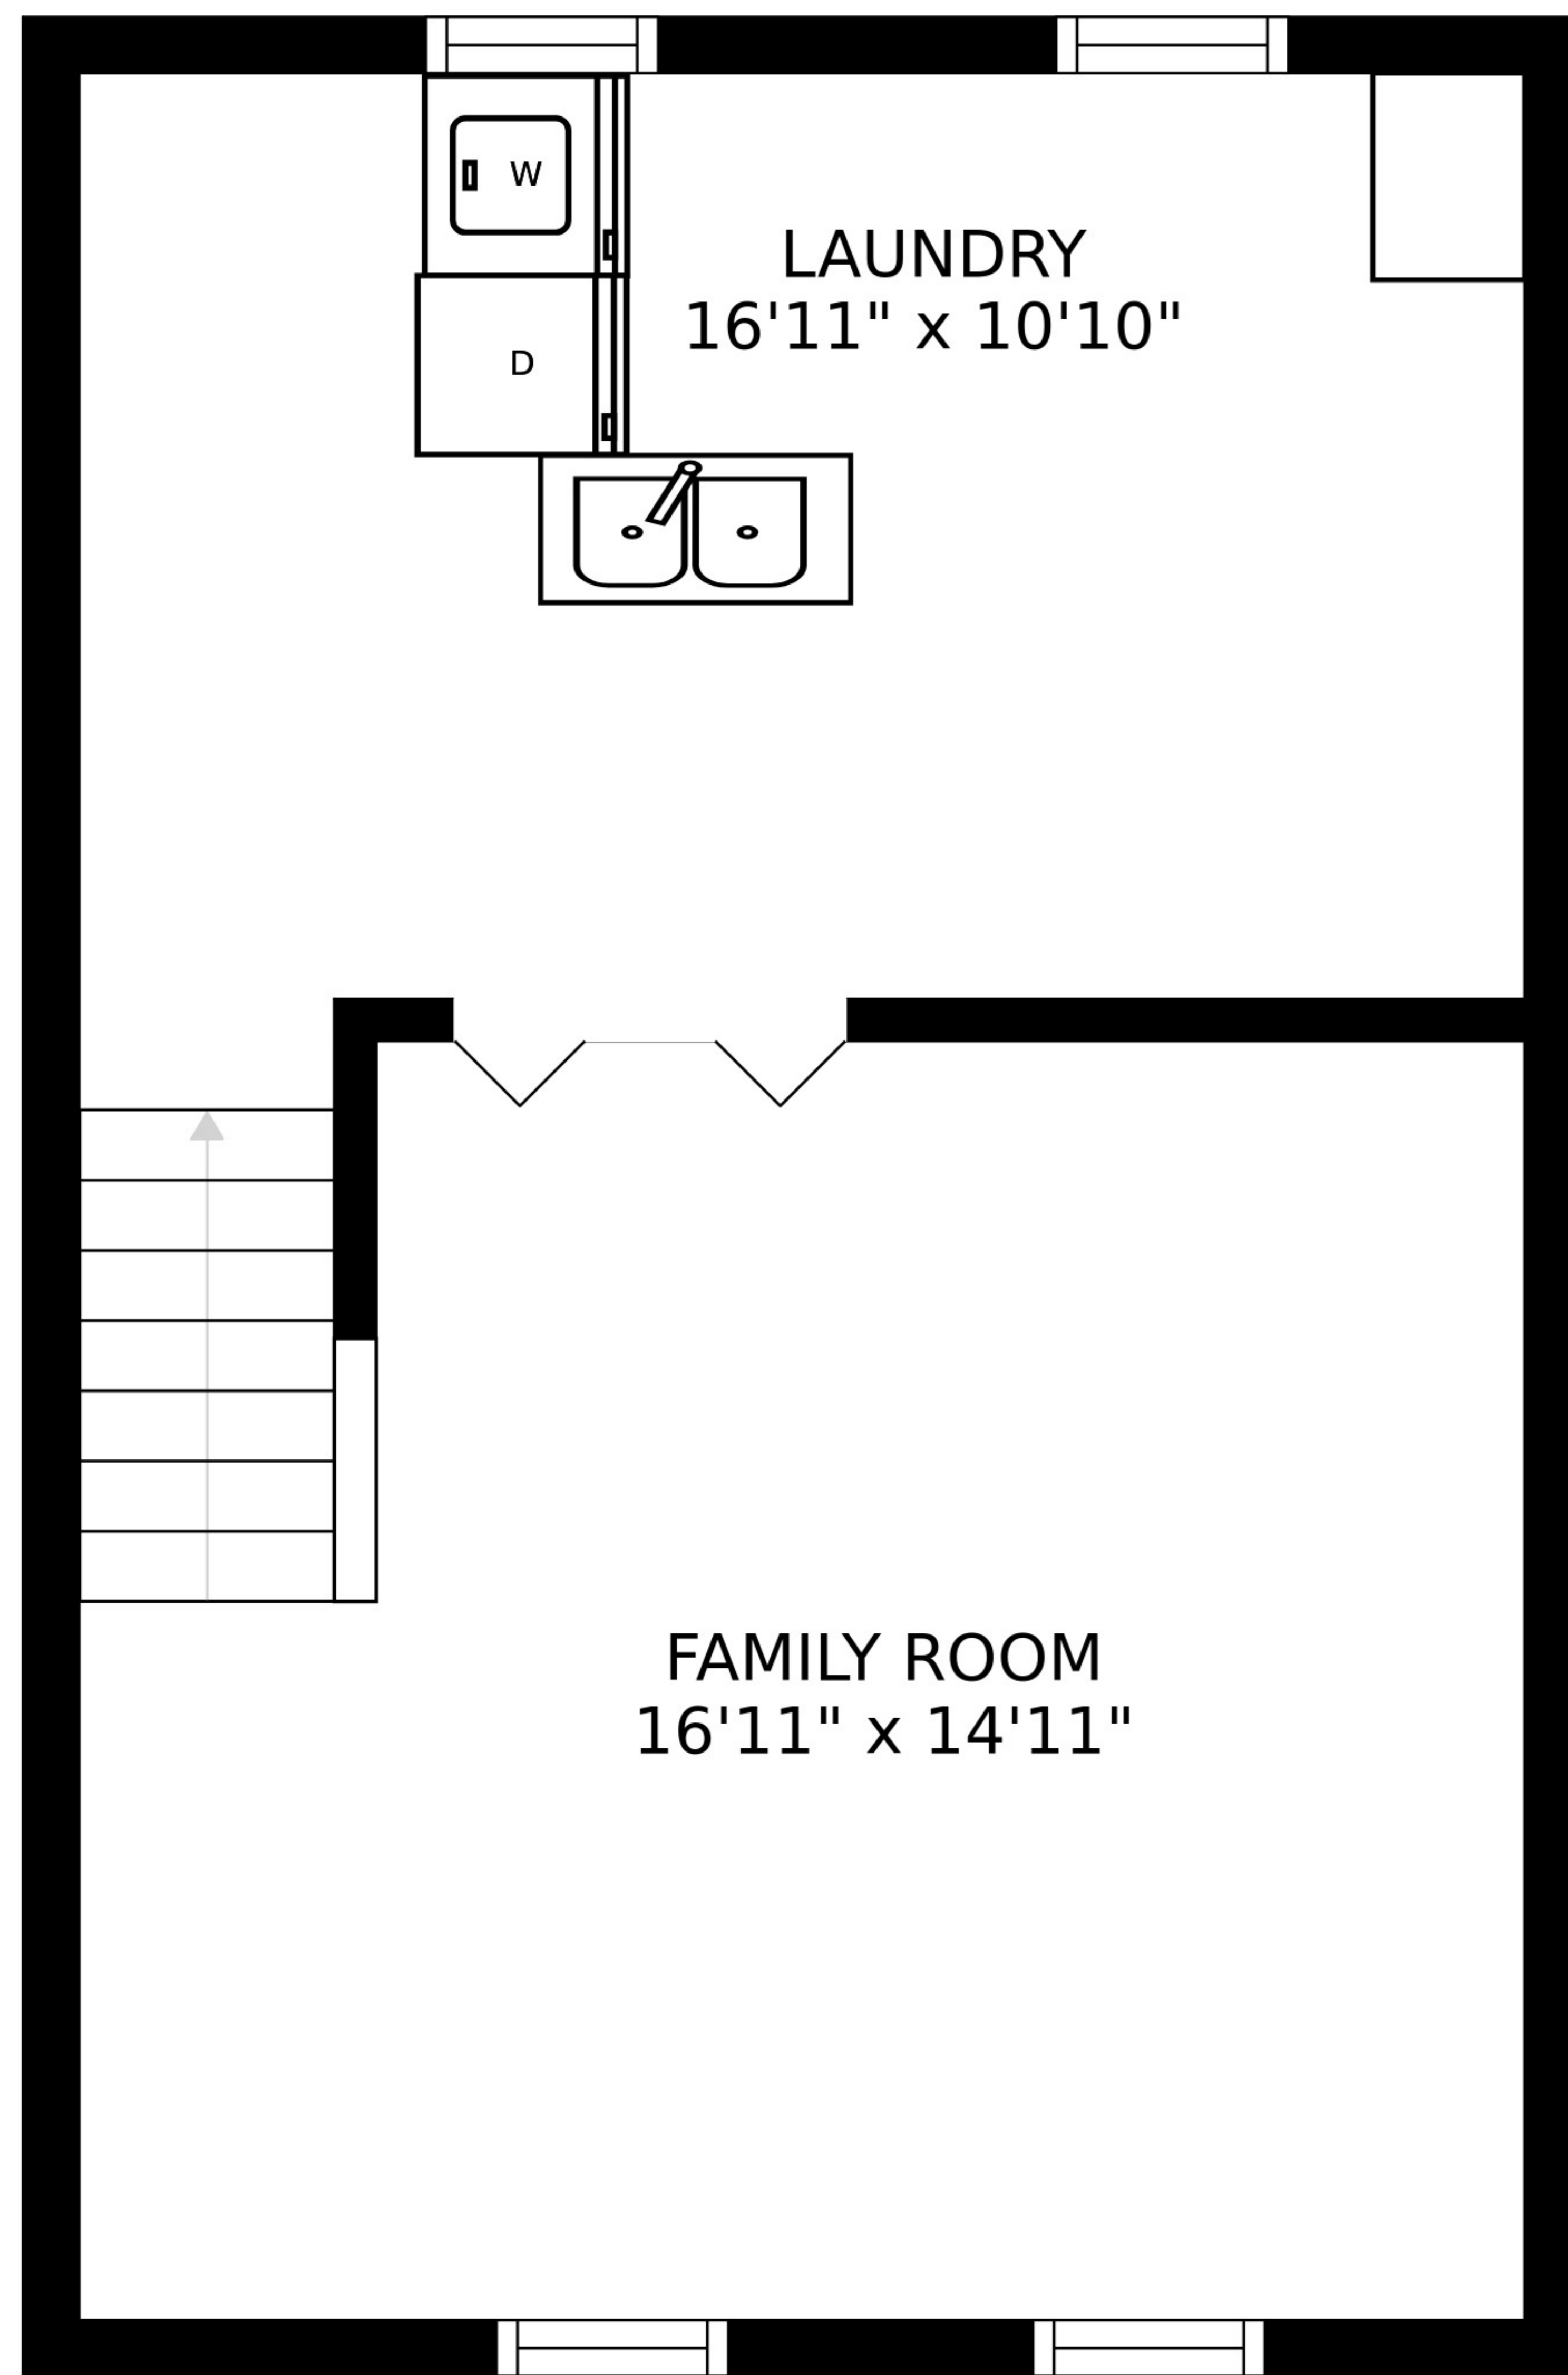 W
LAUNDRY
16'11" x 10'10"
D
FAMILY ROOM
16'11" x 14'11"